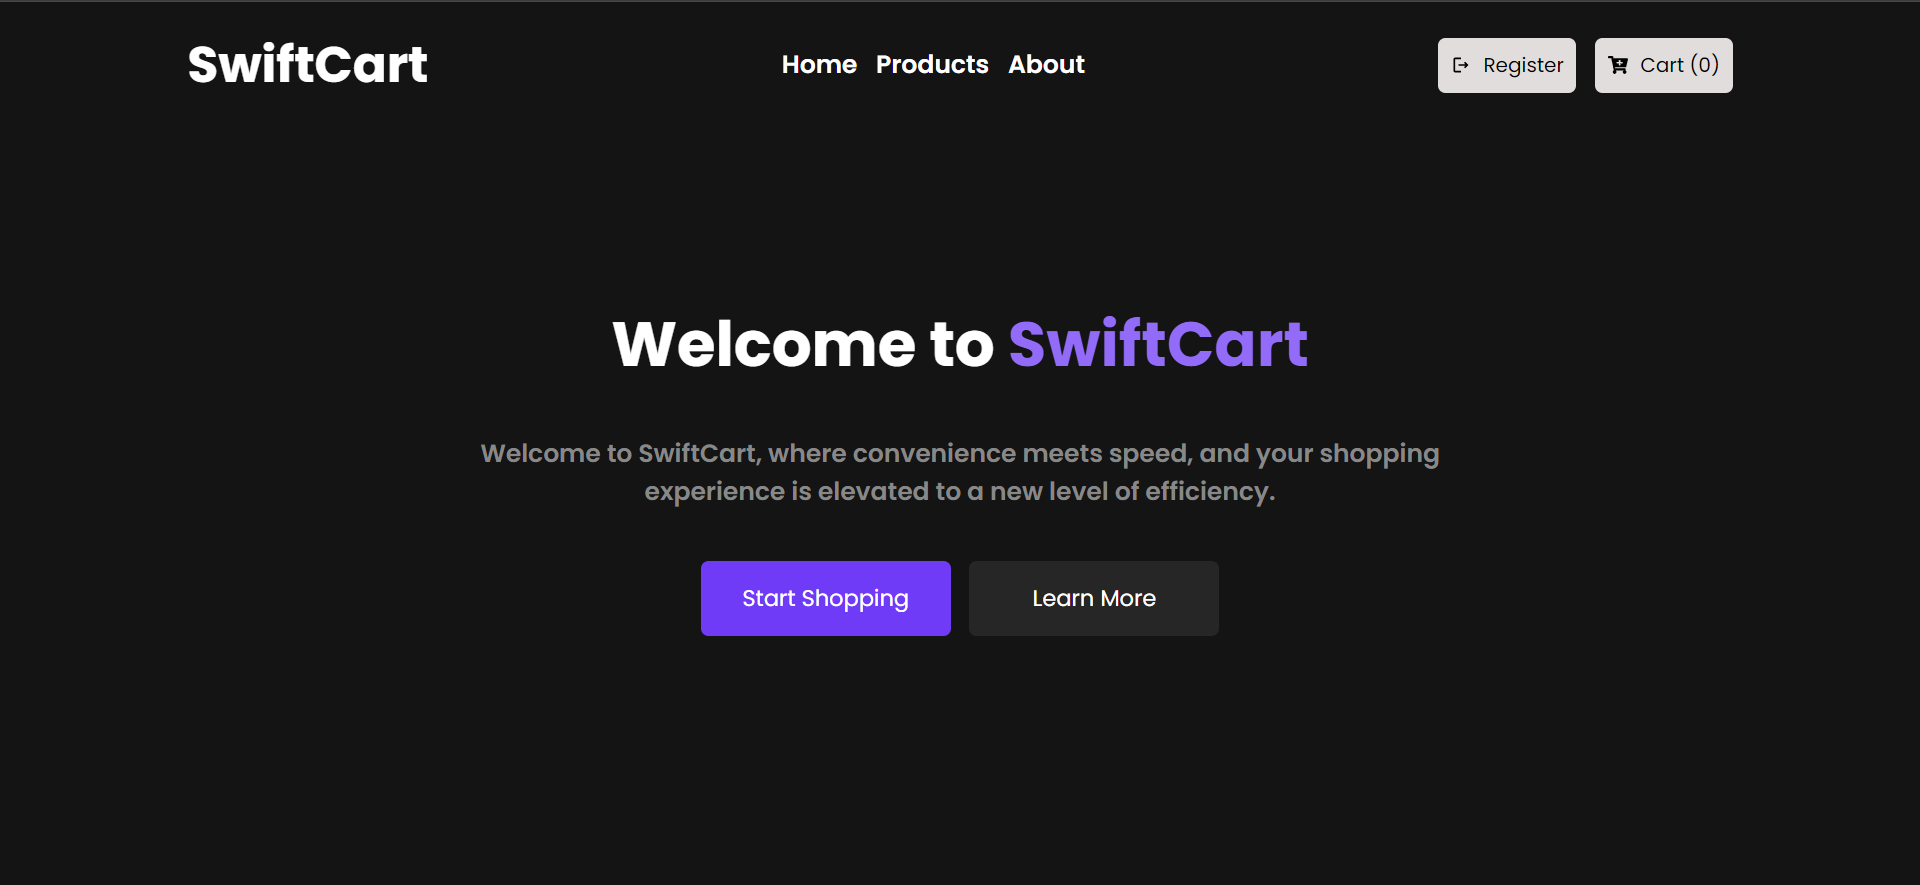 SwiftCart
Home Products About
Register
Cart (0)
Welcome to SwiftCart
Welcome to SwiftCart, where convenience meets speed, and your shopping
experience is elevated to a new level of efficiency.
Start Shopping
Learn More